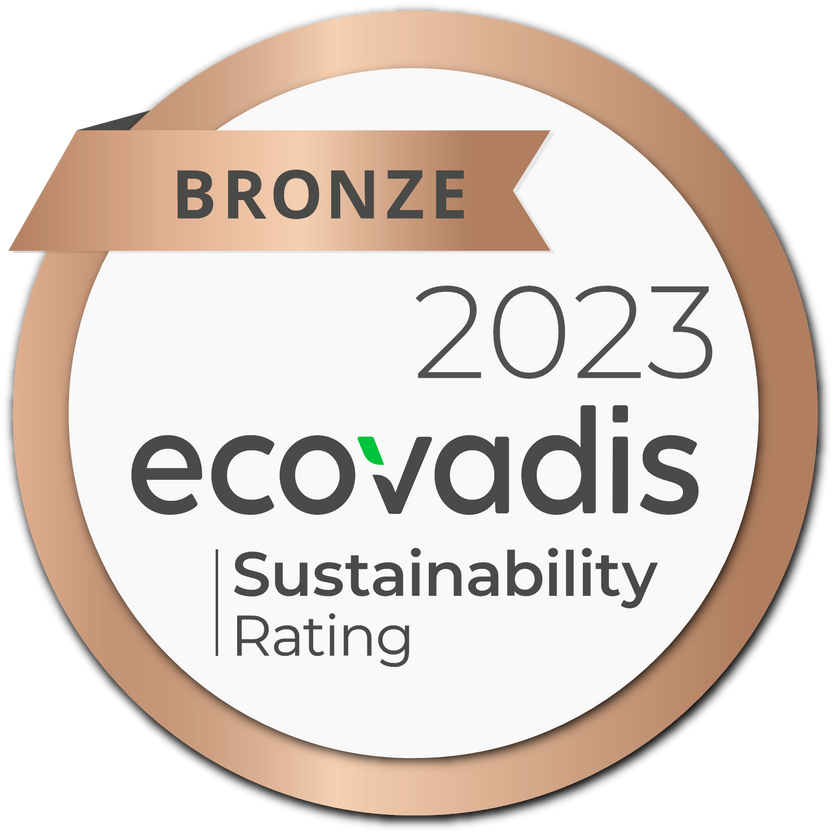 BRONZE
2023
ecovadis
Sustainability
Rating